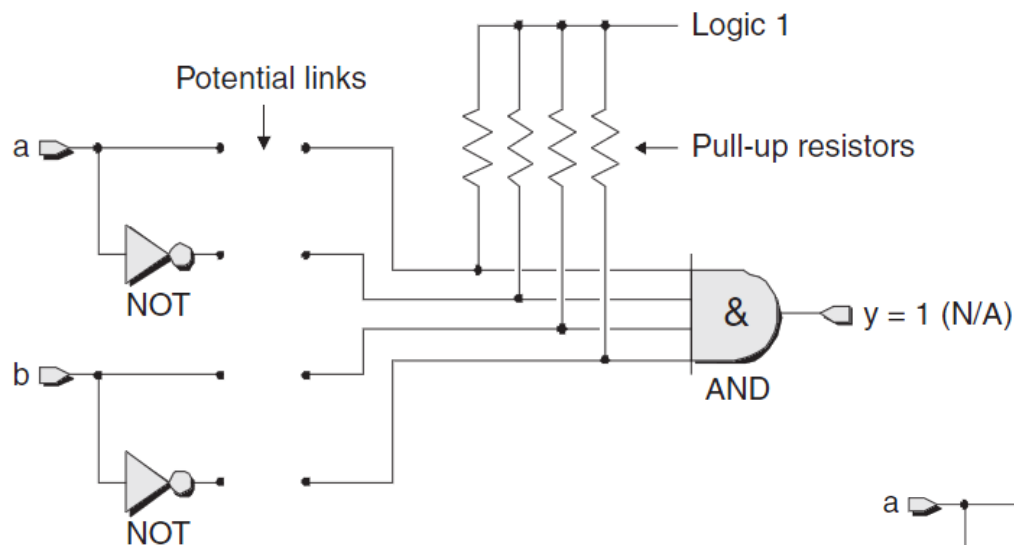 Logic 1
Potential links
a
Pull-up resistors
NOT
&
y = 1 (N/A)
b
AND
a
NOT